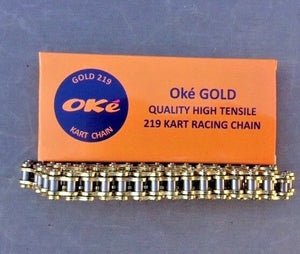 GOLD 219
OKé
KART CHAIN
Oké GOLD
QUALITY HIGH TENSILE
219 KART RACING CHAIN